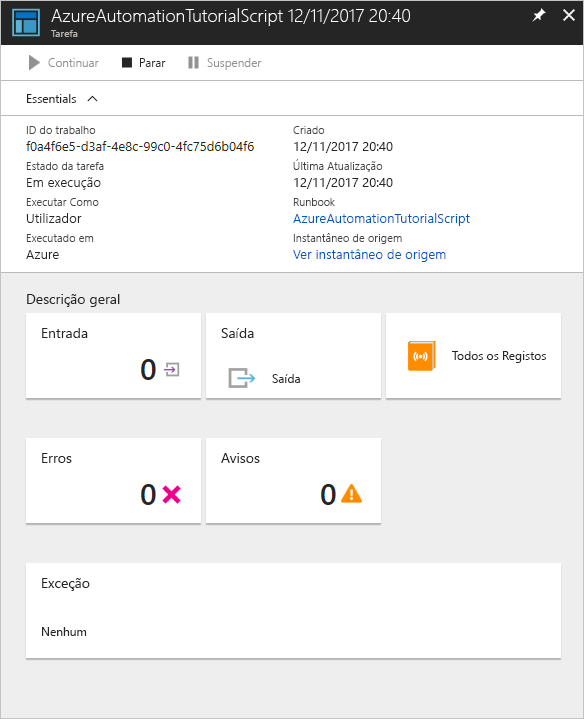 AzureAutomationTutorialScript 12/11/2017 20:40
Tarefa
Continuar Parar Suspender
Essentials
ID do trabalho
f0a4f6e5-d3af-4e8c-99c0-4fc75d6b04f6
Estado da tarefa
Em execução
Executar Como
Utilizador
Executado em
Azure
Criado
12/11/2017 20:40
Última Atualização
12/11/2017 20:40
Runbook
AzureAutomationTutorialScript
Instantâneo de origem
Ver instantâneo de origem
Descrição geral
Entrada
0
Saída
Saída
Todos os Registos
Erros
0
Avisos
0
Exceção
Nenhum